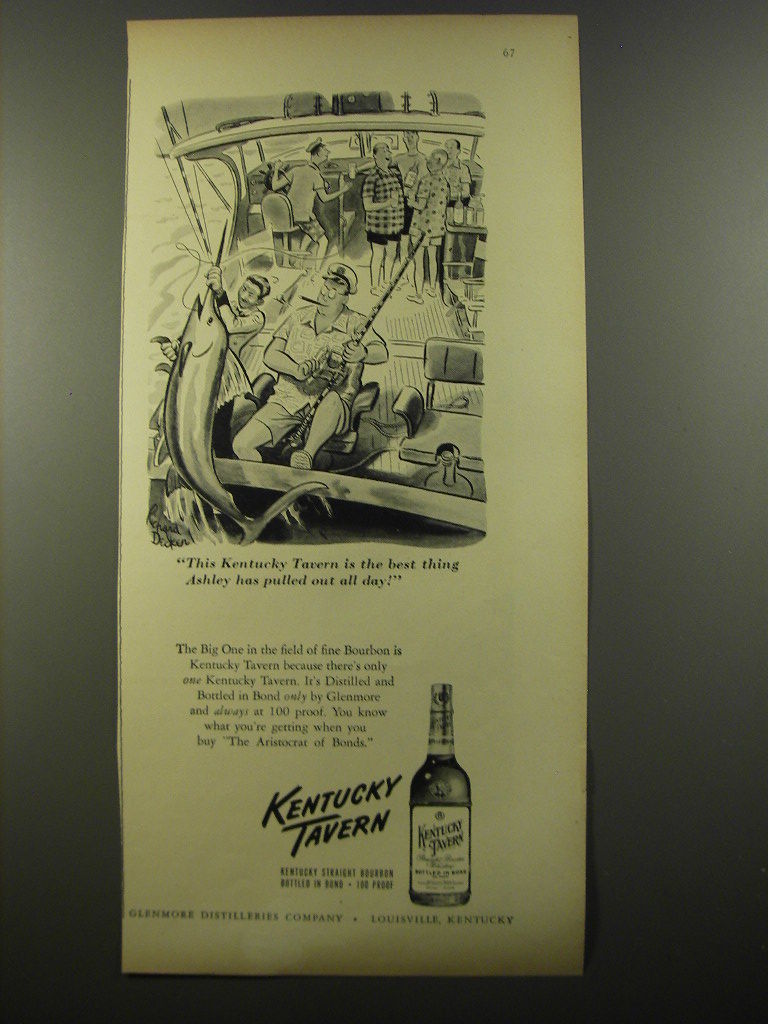 67
Richard
Decker
"This Kentucky Tavern is the best thing
Ashley has pulled out all day!"
The Big One in the field of fine Bourbon is
Kentucky Tavern because there's only
one Kentucky Tavern. It's Distilled and
Bottled in Bond only by Glenmore
and always at 100 proof. You know
what you're getting when you
buy "The Aristocrat of Bonds."
KENTUCKY
TAVERN
KENTUCKY STRAIGHT BOURBON
BOTTLED IN BOND • 100 PROOF
KENTUCKY
TAVERN
BOTTLED IN BOND
GLENMORE DISTILLERIES COMPANY • LOUISVILLE, KENTUCKY